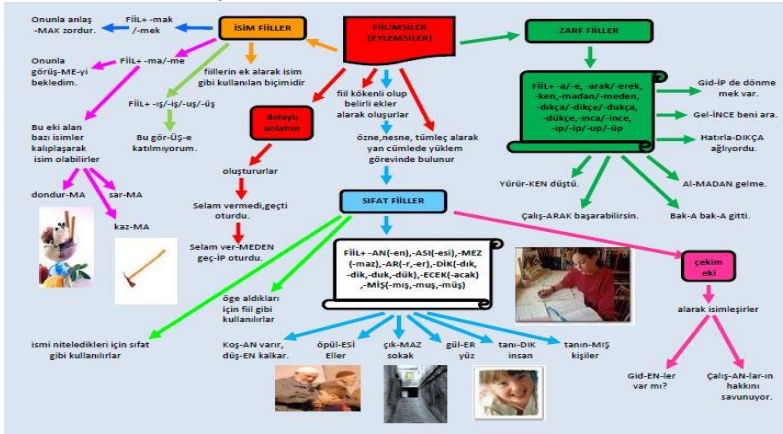 FİİLİMSİLER
(EYLEMSİLER)
İSİM FİİLLER
FİİL+ -mak
/-mek
Onunla anlaş
-MAK zordur.
FİİL+ -ma/-me
Onunla
görüş-ME-yi
bekledim.
FİİL+ -ış/-iş/-uş/-üş
Bu gör-ÜŞ-e
katılmıyorum.
fiillerin ek alarak isim
gibi kullanılan biçimidir
Bu eki alan
bazı isimler
kalıplaşarak
isim olabilirler
dondur-MA
sar-MA
kaz-MA
dolaylı
anlatım
oluştururlar
Selam vermedi,geçti
oturdu.
Selam ver-MEDEN
geç-İP oturdu.
fiil kökenli olup
belirli ekler
alarak oluşurlar
özne,nesne, tümleç alarak
yan cümlede yüklem
görevinde bulunur
ZARF FİİLLER
FİİL+ -a/-e, -arak/-erek,
-ken,-madan/-meden,
-dıkça/-dikçe/-dukça,
-dükçe,-ınca/-ince,
-ıp/-ip/-up/-üp
Gid-İP de dönme
mek var.
Gel-İNCE beni ara.
Hatırla-DIKÇA
ağlıyordu.
Al-MADAN gelme.
Bak-A bak-A gitti.
Çalış-ARAK başarabilirsin.
Yürür-KEN düştü.
SIFAT FİİLLER
FİİL+ -AN(-en),-ASI(-esi),-MEZ
(-maz),-AR(-r,-er),-DİK(-dık,
-dik,-duk,-dük),-ECEK(-acak)
,-MİŞ(-mış,-muş,-müş)
öge aldıkları
için fiil gibi
kullanılırlar
ismi niteledikleri için sıfat
gibi kullanılırlar
Koş-AN varır,
düş-EN kalkar.
öpül-ESİ
Eller
çık-MAZ
sokak
gül-ER
yüz
tanı-DIK
insan
tanın-MIŞ
kişiler
çekim
eki
alarak isimleşirler
Gid-EN-ler
var mı?
Çalış-AN-lar-ın
hakkını
savunuyor.